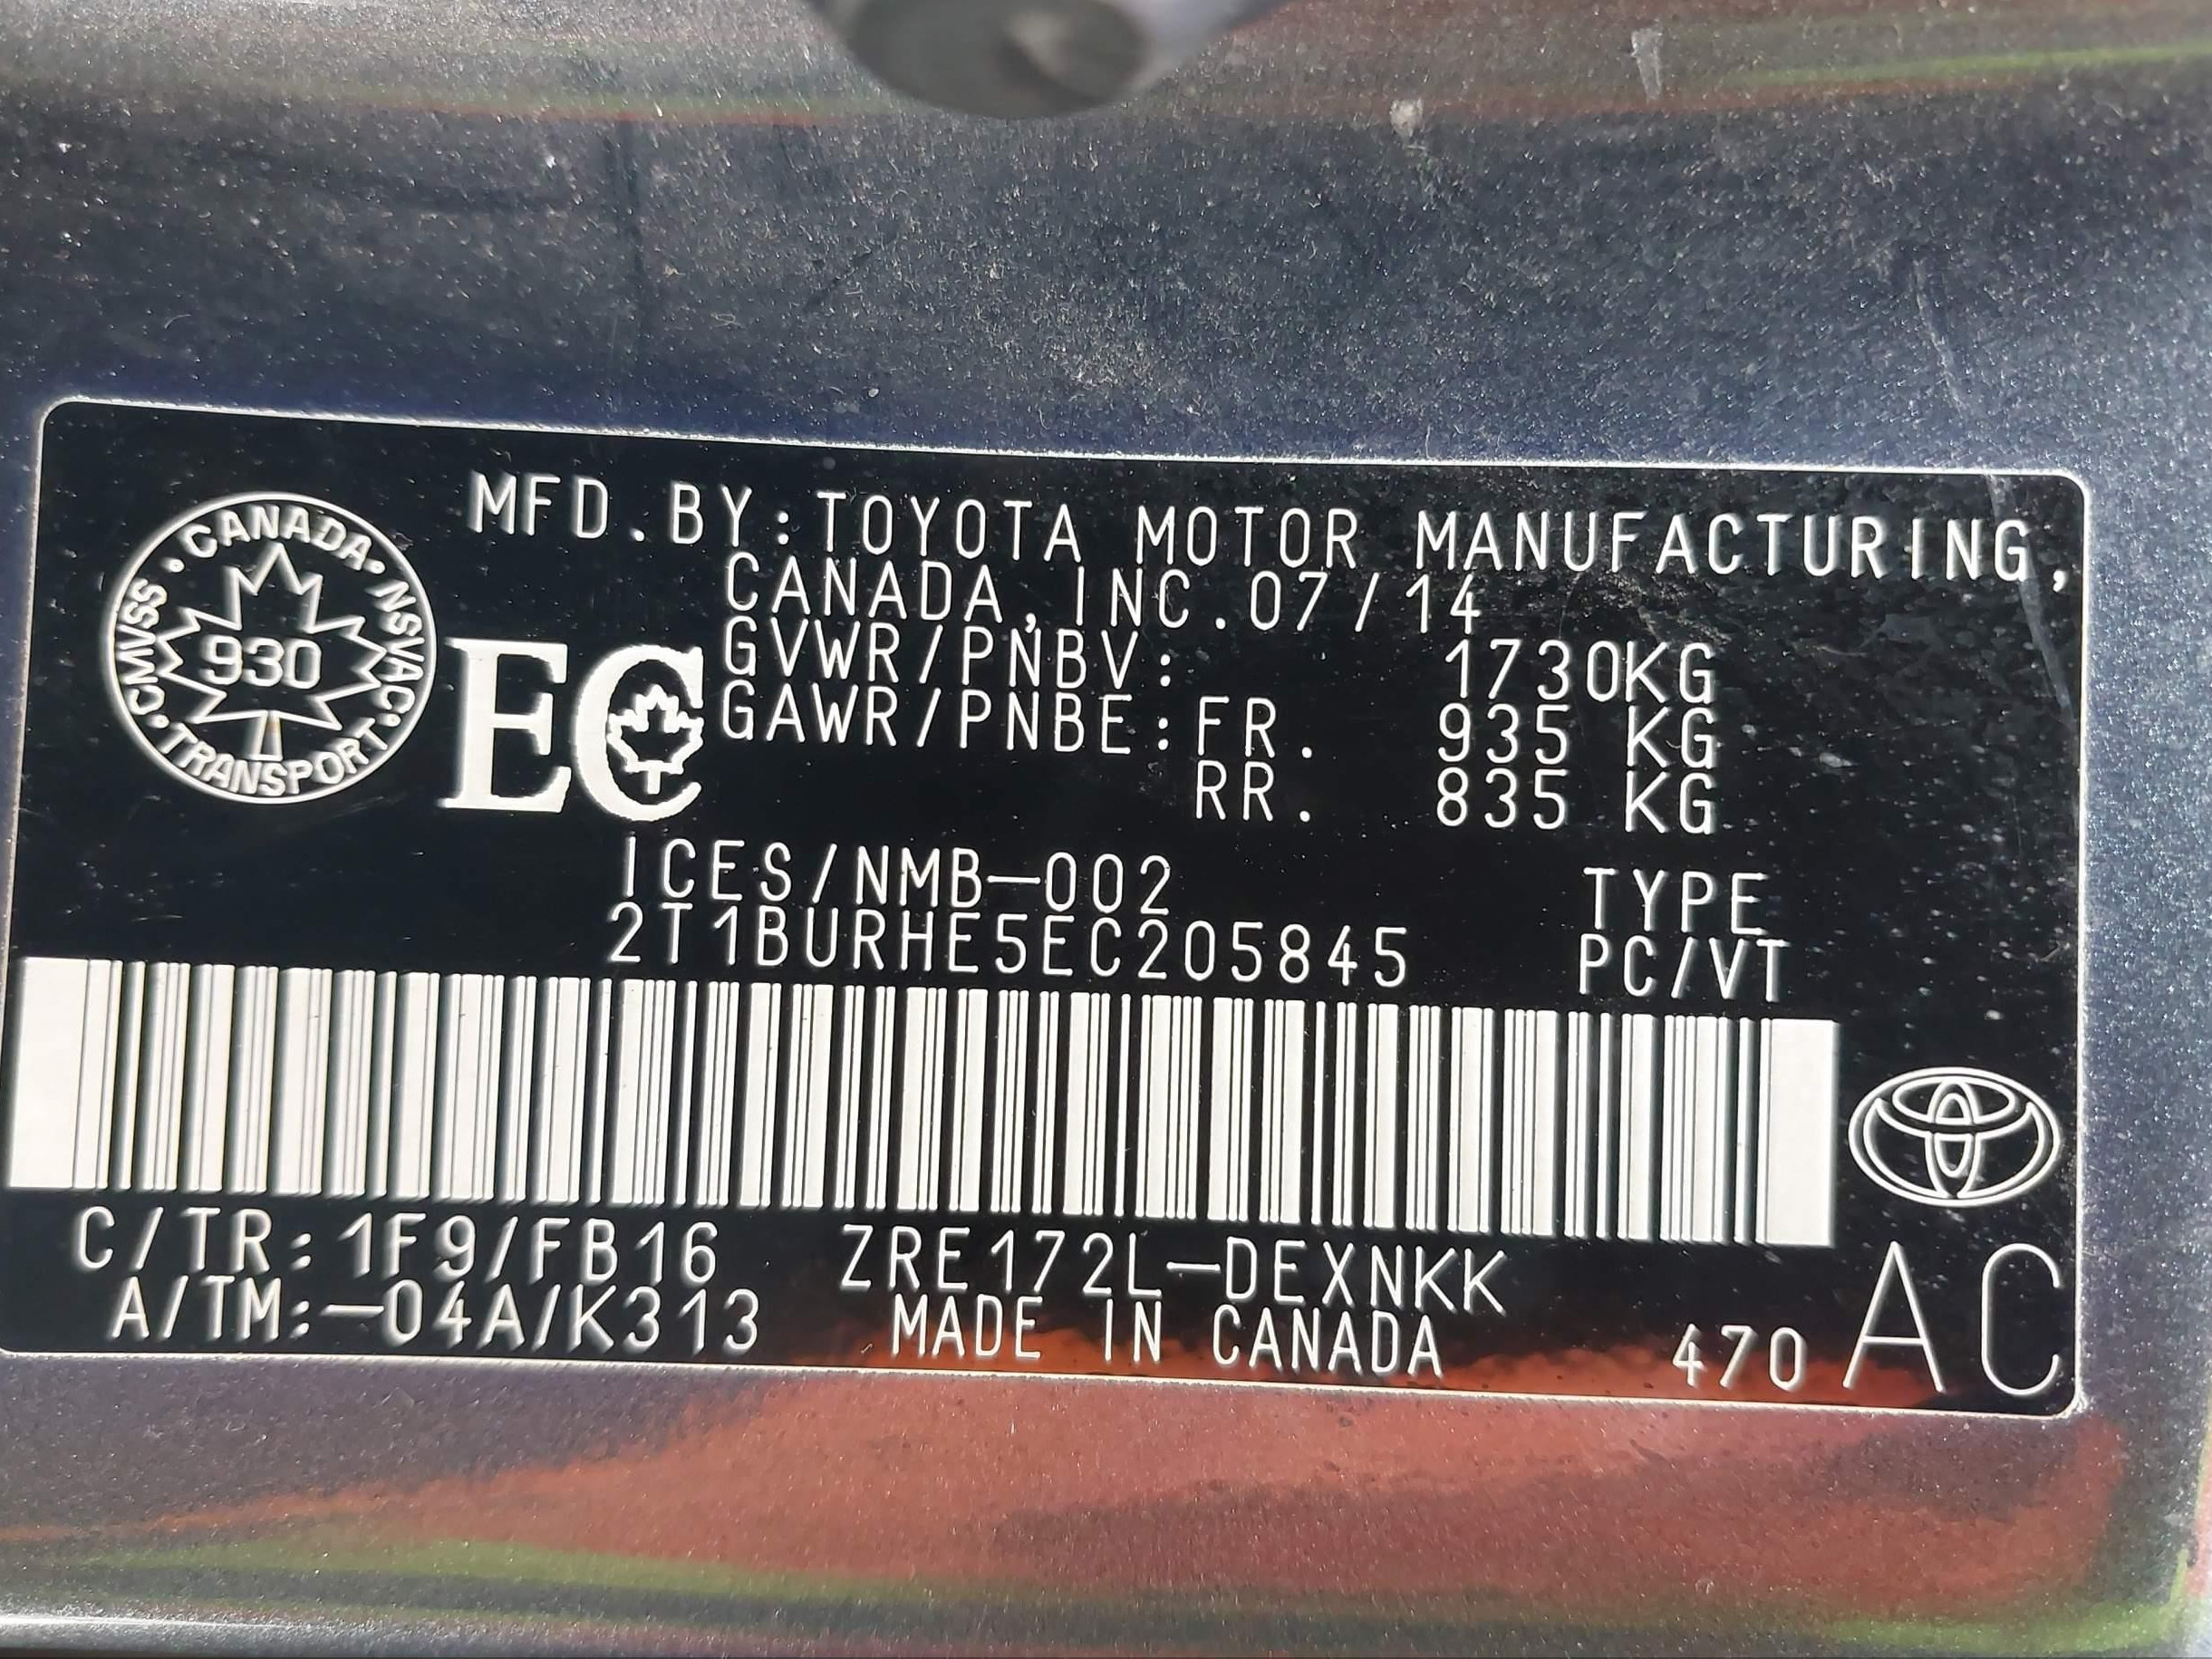 MFD.BY:TOYOTA MOTOR MANUFACTURING,
CANADA,INC.07/14
GVWR/PNBV: 1730KG
GAWR/PNBE:FR. 935 KG
RR. 835 KG
CANADA · NSVAC · TRANSPORT · CMVSS ·
930
EC
ICES/NMB-002
TYPE
2T1BURHE5EC205845
PC/VT
C/TR:1F9/FB16 ZRE172L-DEXNKK
A/TM:-04A/K313 MADE IN CANADA 470 AC